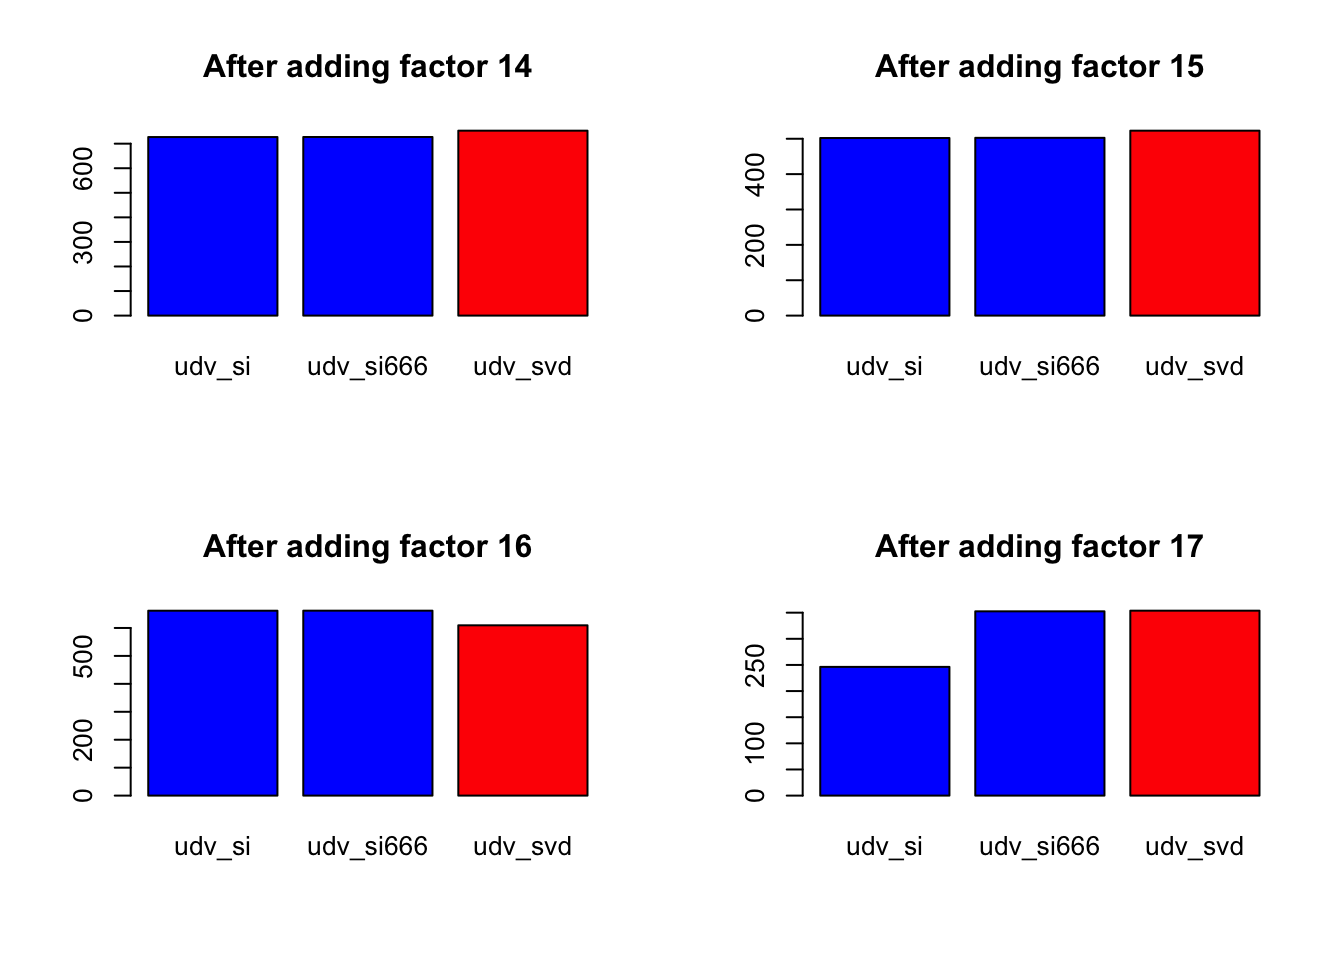 After adding factor 14
600
300
0
udv_si udv_si666 udv_svd
After adding factor 15
400
200
0
udv_si udv_si666 udv_svd
After adding factor 16
500
200
0
udv_si udv_si666 udv_svd
After adding factor 17
250
100
0
udv_si udv_si666 udv_svd